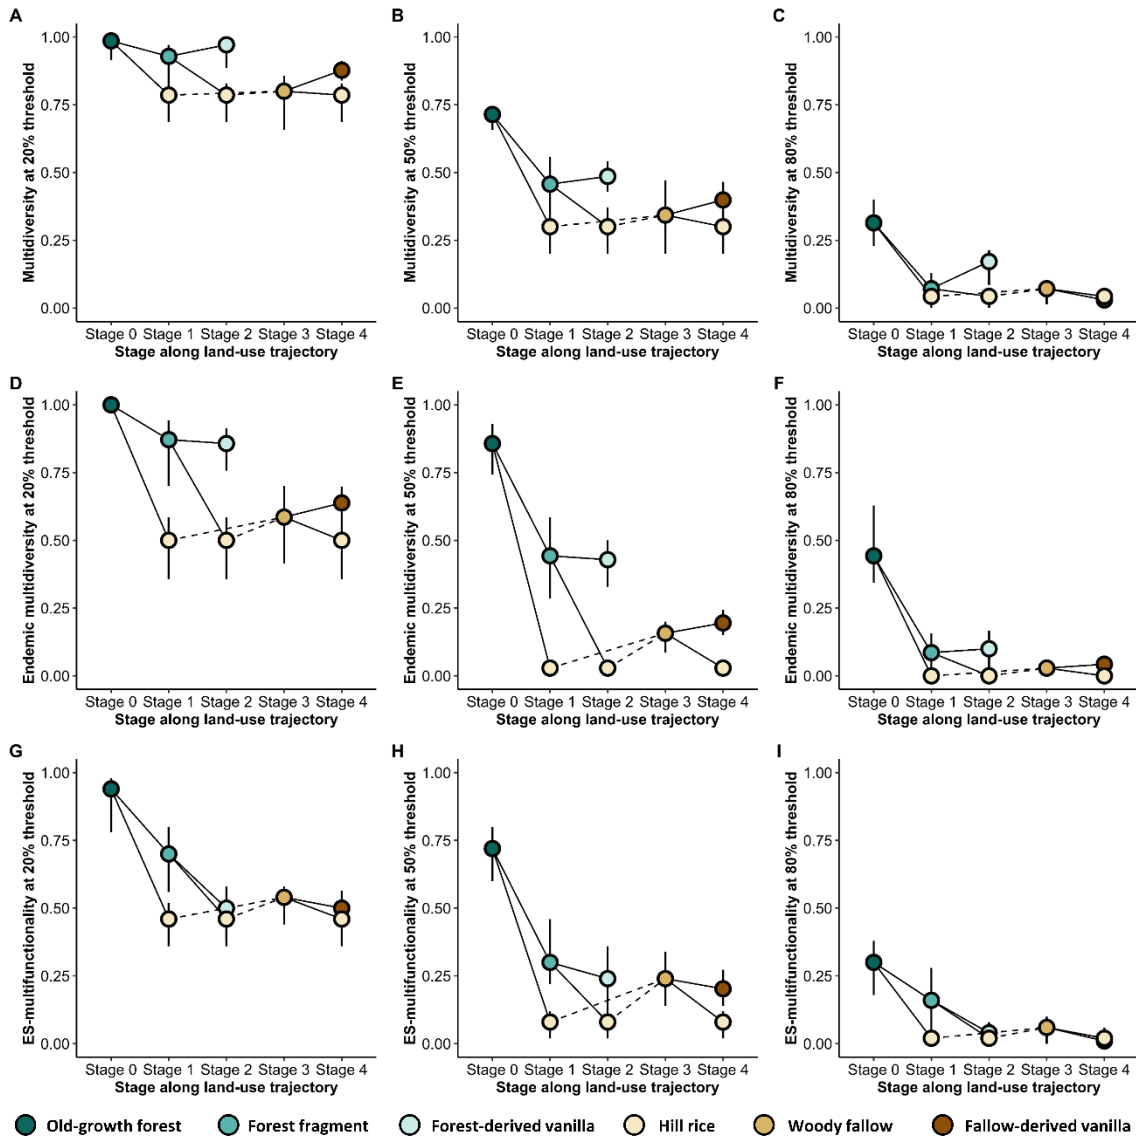 A
Multidiversity at 20% threshold
1.00
0.75
0.50
0.25
0.00
Stage 0 Stage 1 Stage 2 Stage 3 Stage 4
Stage along land-use trajectory
B
Multidiversity at 50% threshold
1.00
0.75
0.50
0.25
0.00
Stage 0 Stage 1 Stage 2 Stage 3 Stage 4
Stage along land-use trajectory
C
Multidiversity at 80% threshold
1.00
0.75
0.50
0.25
0.00
Stage 0 Stage 1 Stage 2 Stage 3 Stage 4
Stage along land-use trajectory
D
Endemic multidiversity at 20% threshold
1.00
0.75
0.50
0.25
0.00
Stage 0 Stage 1 Stage 2 Stage 3 Stage 4
Stage along land-use trajectory
E
Endemic multidiversity at 50% threshold
1.00
0.75
0.50
0.25
0.00
Stage 0 Stage 1 Stage 2 Stage 3 Stage 4
Stage along land-use trajectory
F
Endemic multidiversity at 80% threshold
1.00
0.75
0.50
0.25
0.00
Stage 0 Stage 1 Stage 2 Stage 3 Stage 4
Stage along land-use trajectory
G
ES-multifunctionality at 20% threshold
1.00
0.75
0.50
0.25
0.00
Stage 0 Stage 1 Stage 2 Stage 3 Stage 4
Stage along land-use trajectory
H
ES-multifunctionality at 50% threshold
1.00
0.75
0.50
0.25
0.00
Stage 0 Stage 1 Stage 2 Stage 3 Stage 4
Stage along land-use trajectory
I
ES-multifunctionality at 80% threshold
1.00
0.75
0.50
0.25
0.00
Stage 0 Stage 1 Stage 2 Stage 3 Stage 4
Stage along land-use trajectory
Old-growth forest Forest fragment Forest-derived vanilla Hill rice Woody fallow Fallow-derived vanilla